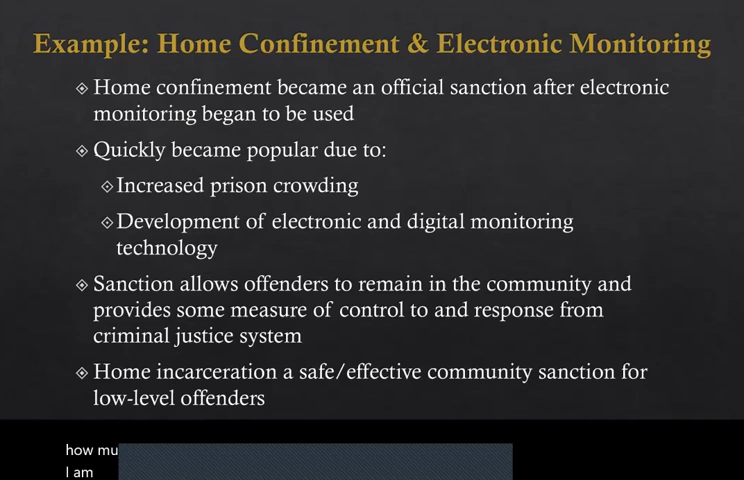 Example: Home Confinement & Electronic Monitoring
Home confinement became an official sanction after electronic
monitoring began to be used
Quickly became popular due to:
Increased prison crowding
Development of electronic and digital monitoring
technology
Sanction allows offenders to remain in the community and
provides some measure of control to and response from
criminal justice system
Home incarceration a safe/effective community sanction for
low-level offenders
how mu
I am